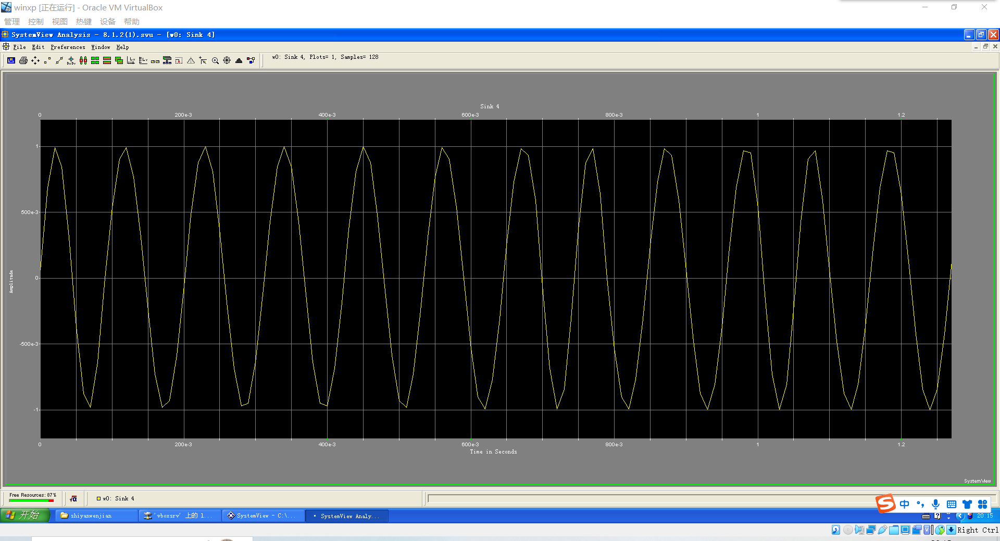 winxp [正在运行] - Oracle VM VirtualBox
管理 控制 视图 热键 设备 帮助
SystemView Analysis - 8.1.2(1).svu - [w0: Sink 4]
File Edit Preferences Window Help
w0: Sink 4, Plots= 1, Samples= 128
Sink 4
0 200e-3 400e-3 600e-3 800e-3 1 1.2
1
500e-3
0
-500e-3
-1
Amplitude
0 200e-3 400e-3 600e-3 800e-3 1 1.2
Time in Seconds
SystemView
Free Resources: 87%
√α
w0: Sink 4
中
开始 shiyanwenjian 'vboxsrv' 上的 l... SystemView - C:\... SystemView Analy... 20:15
Right Ctrl